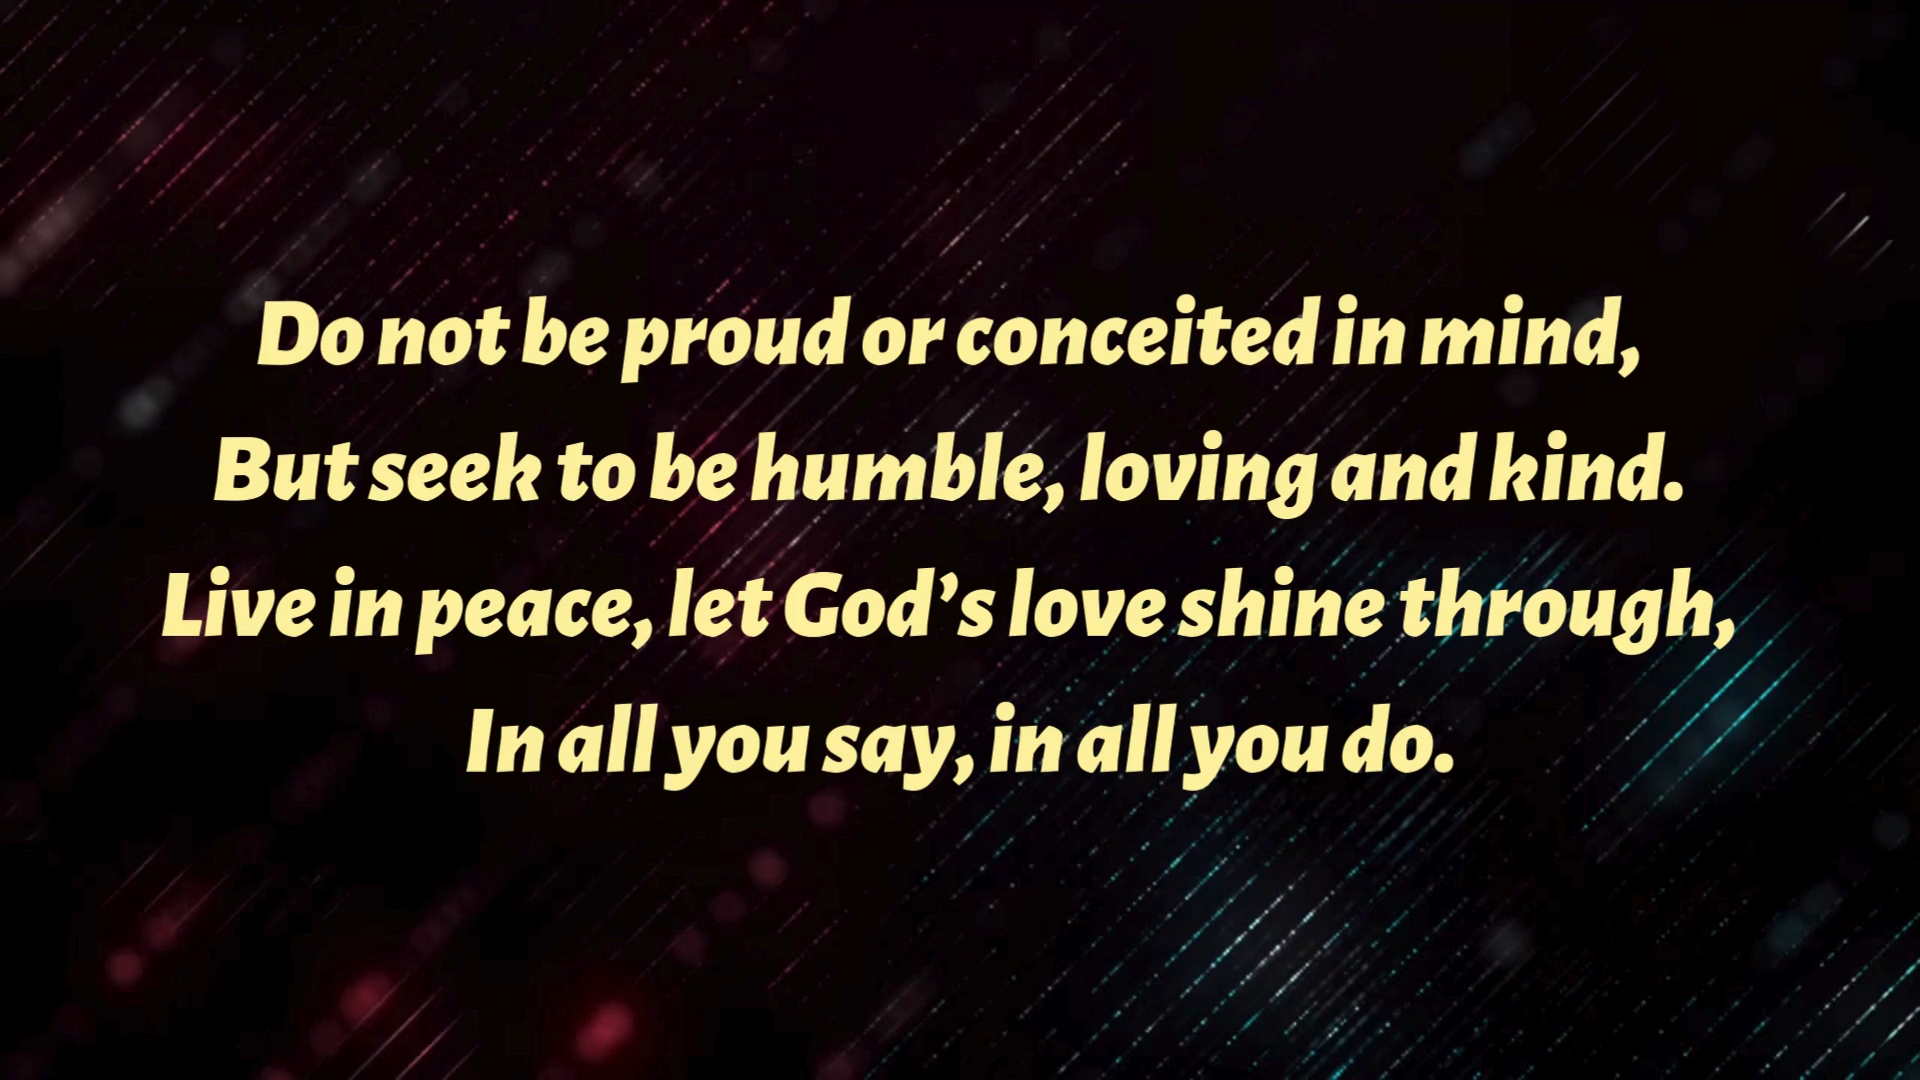 Do not be proud or conceited in mind,
But seek to be humble, loving and kind.
Live in peace, let God’s love shine through,
In all you say, in all you do.